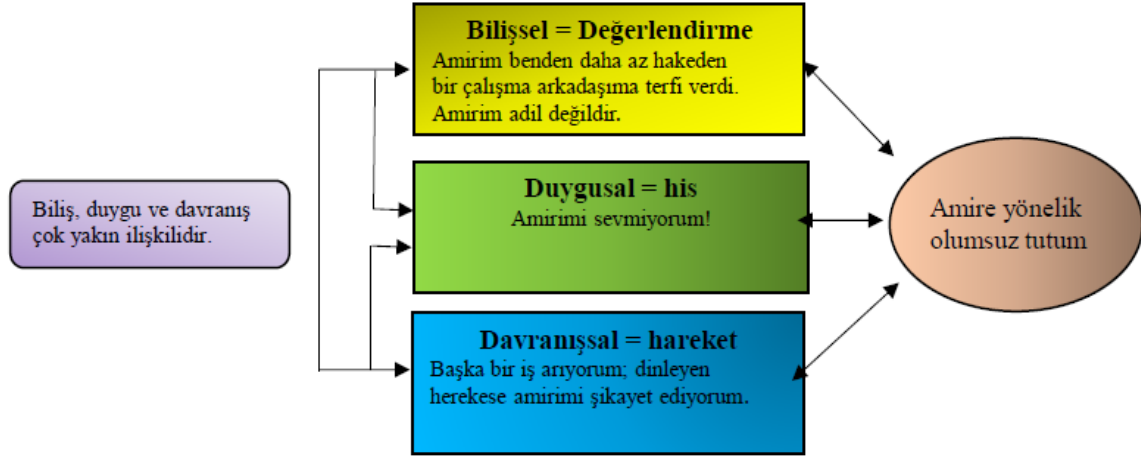 Bilişsel = Değerlendirme
Amirim benden daha az hakeden
bir çalışma arkadaşıma terfi verdi.
Amirim adil değildir.
Biliş, duygu ve davranış
çok yakın ilişkilidir.
Duygusal = his
Amirimi sevmiyorum!
Amire yönelik
olumsuz tutum
Davranışsal = hareket
Başka bir iş arıyorum; dinleyen
herekese amirimi şikayet ediyorum.